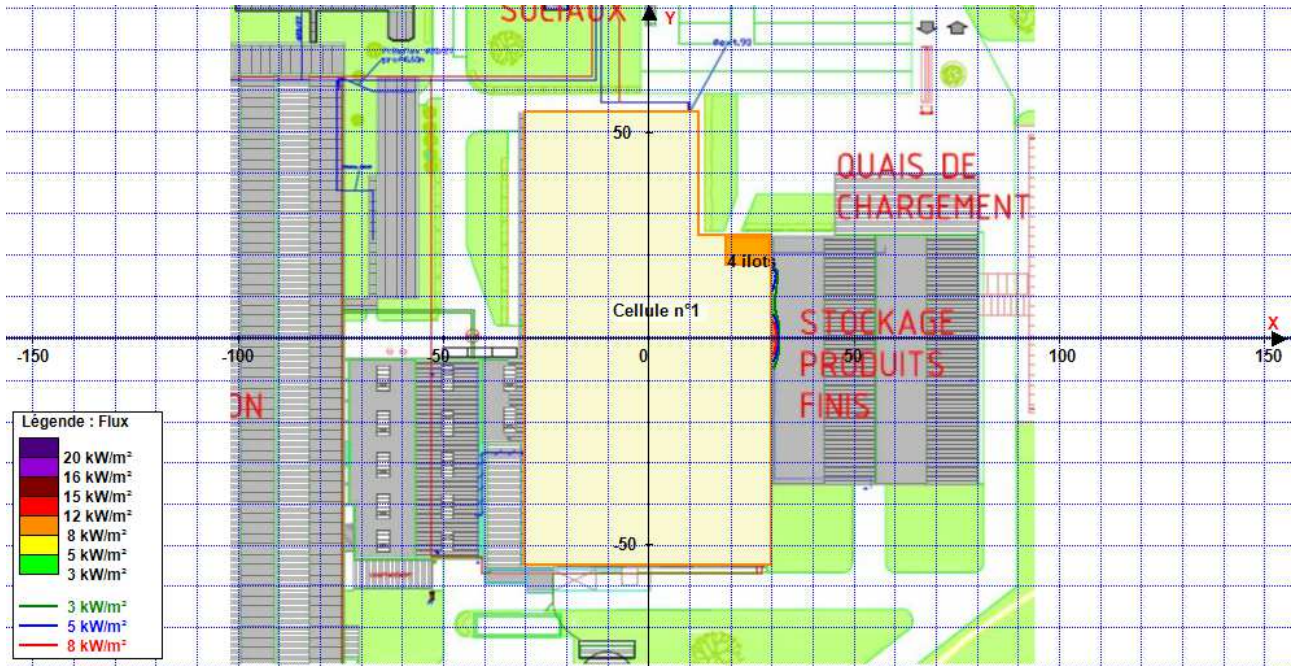 SOCIAUX
Y
50
QUAIS DE
CHARGEMENT
4 ilots
Cellule n°1
STOCKAGE
PRODUITS
FINIS
X
-150
-100
-50
0
50
100
150
ON
-50
Légende : Flux
20 kW/m²
16 kW/m²
15 kW/m²
12 kW/m²
8 kW/m²
5 kW/m²
3 kW/m²
3 kW/m²
5 kW/m²
8 kW/m²